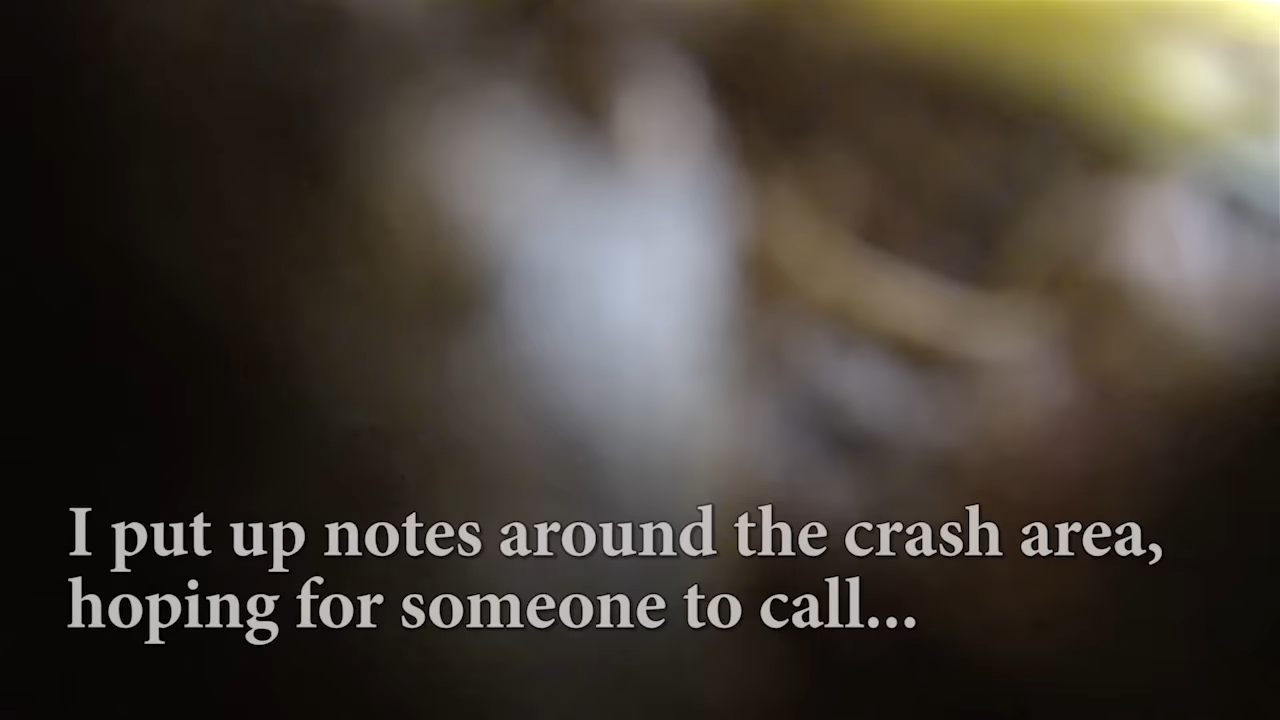 I put up notes around the crash area,
hoping for someone to call...